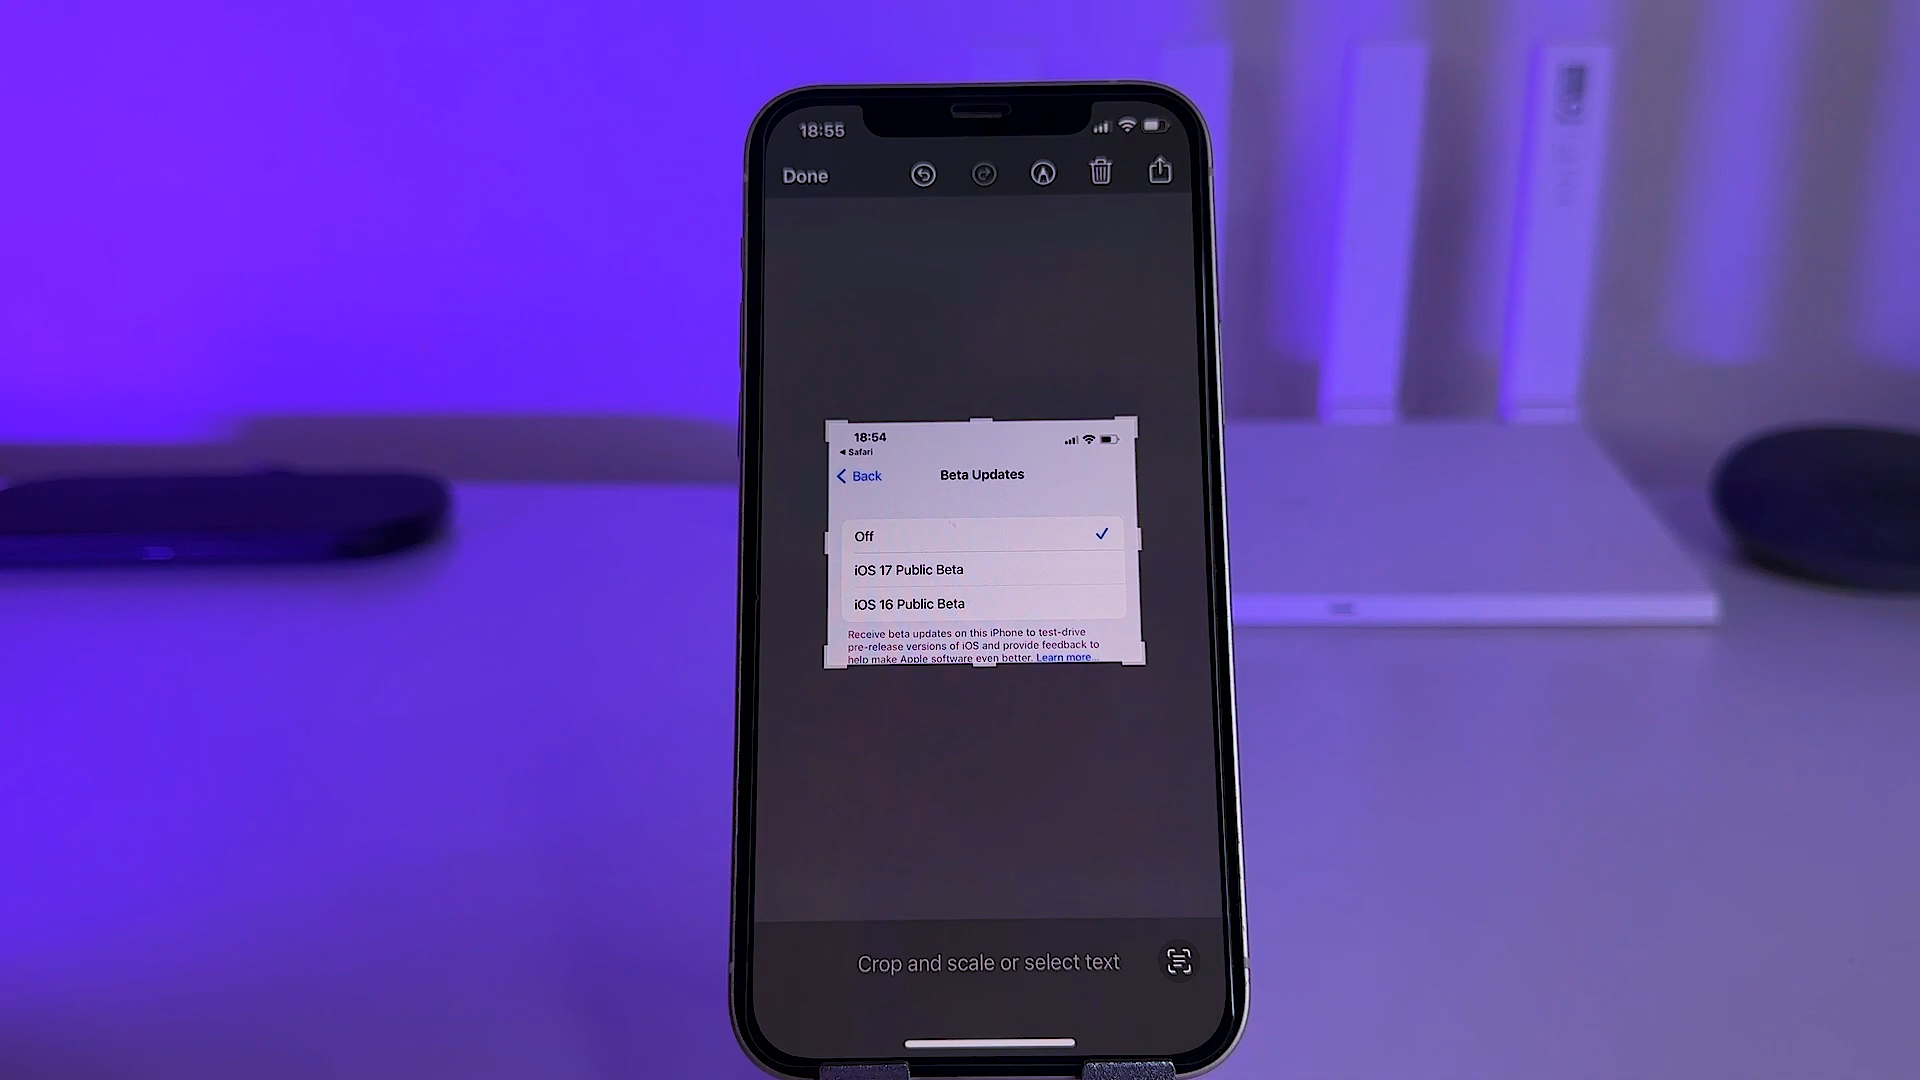 18:55
Done
18:54
◀ Safari
Back
Beta Updates
Off
iOS 17 Public Beta
iOS 16 Public Beta
Receive beta updates on this iPhone to test-drive
pre-release versions of iOS and provide feedback to
help make Apple software even better. Learn more...
Crop and scale or select text